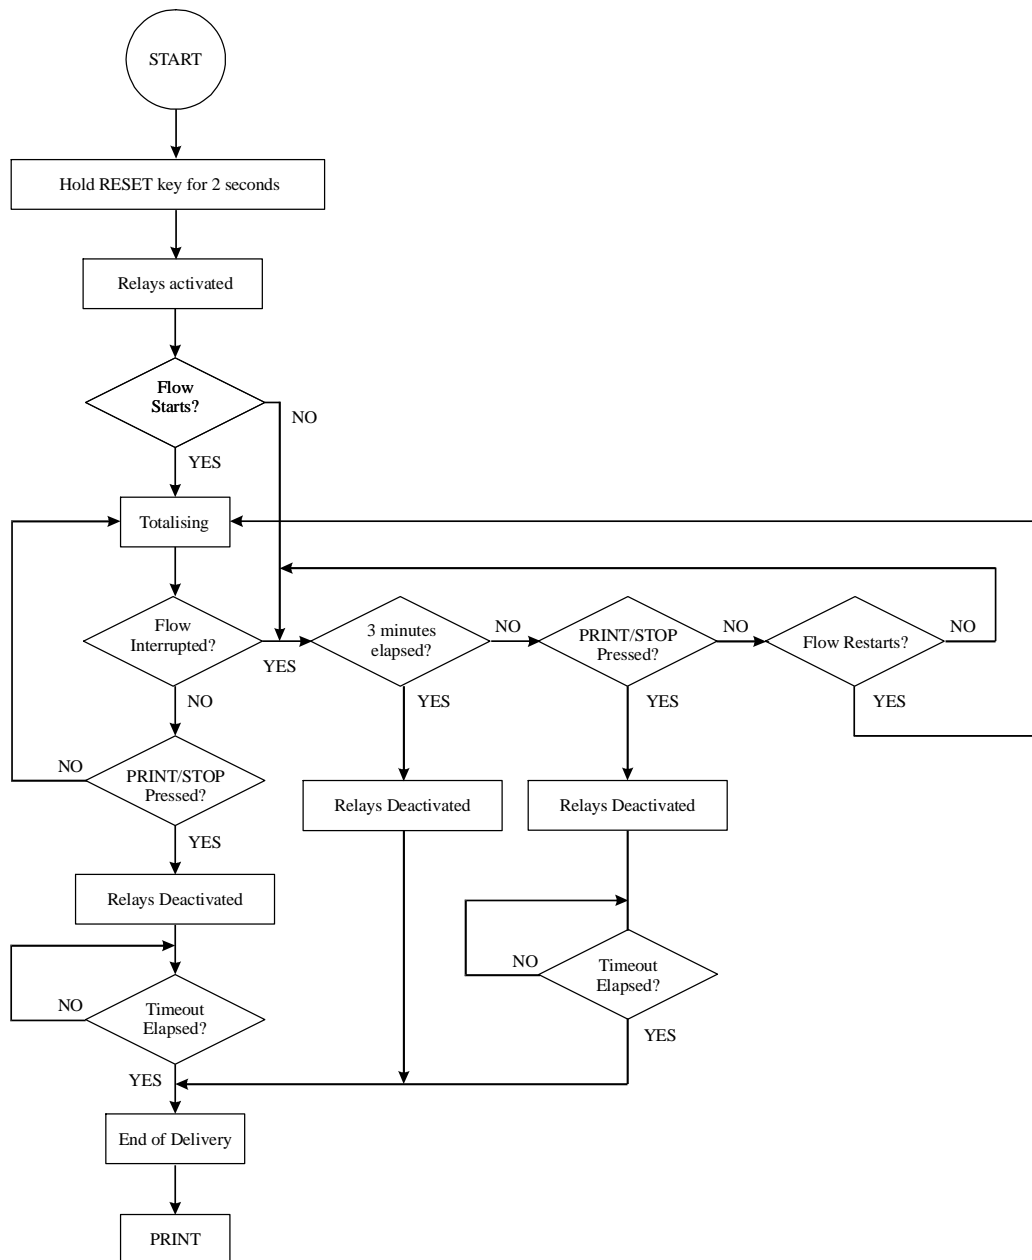 START
Hold RESET key for 2 seconds
Relays activated
Flow
Starts?
NO
YES
Totalising
Flow
Interrupted?
YES
3 minutes
elapsed?
NO
PRINT/STOP
Pressed?
NO
Flow Restarts?
NO
NO
YES
YES
YES
PRINT/STOP
Pressed?
NO
YES
Relays Deactivated
Relays Deactivated
Relays Deactivated
Timeout
Elapsed?
NO
YES
Timeout
Elapsed?
NO
YES
End of Delivery
PRINT